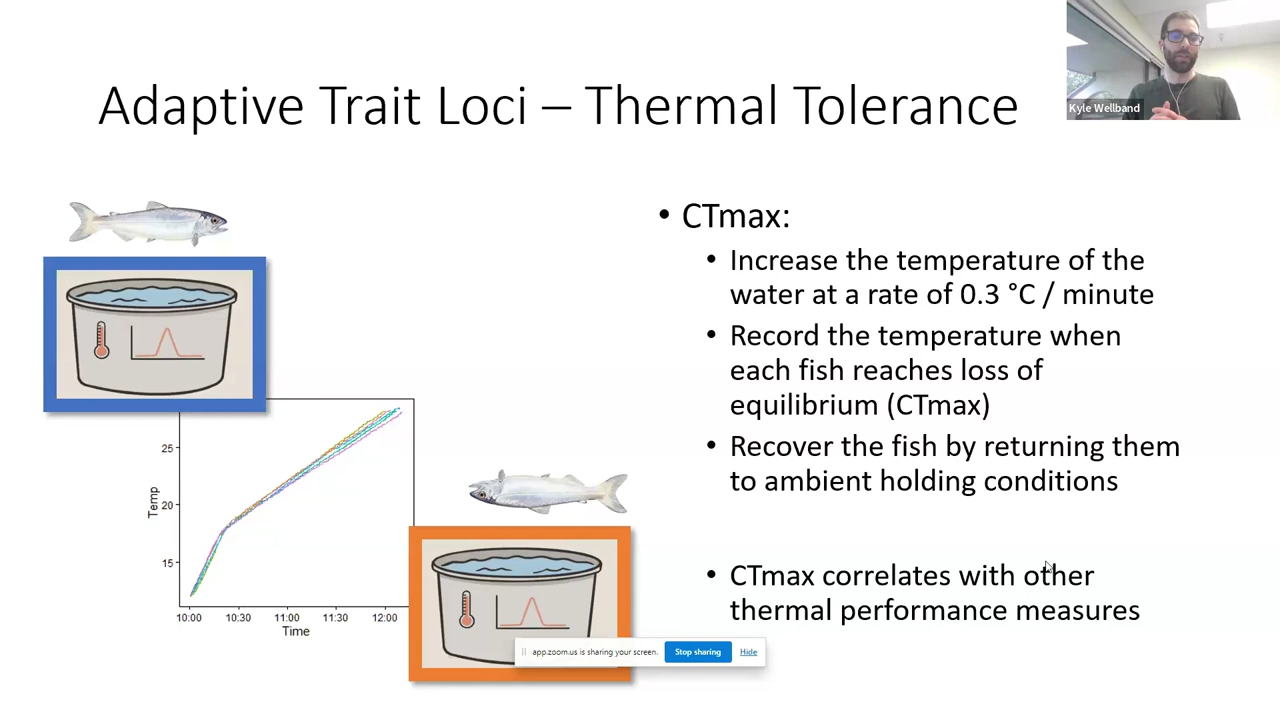 Kyle Wellband
Adaptive Trait Loci – Thermal Tolerance
• CTmax:
• Increase the temperature of the
water at a rate of 0.3 °C / minute
• Record the temperature when
each fish reaches loss of
equilibrium (CTmax)
• Recover the fish by returning them
to ambient holding conditions
• CTmax correlates with other
thermal performance measures
Temp
25
20
15
10:00 10:30 11:00 11:30 12:00
Time
app.zoom.us is sharing your screen. Stop sharing Hide